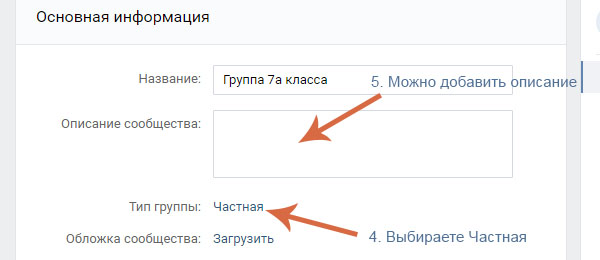 Основная информация
Название: Группа 7а класса
5. Можно добавить описание
Описание сообщества:
Тип группы: Частная
4. Выбираете Частная
Обложка сообщества: Загрузить